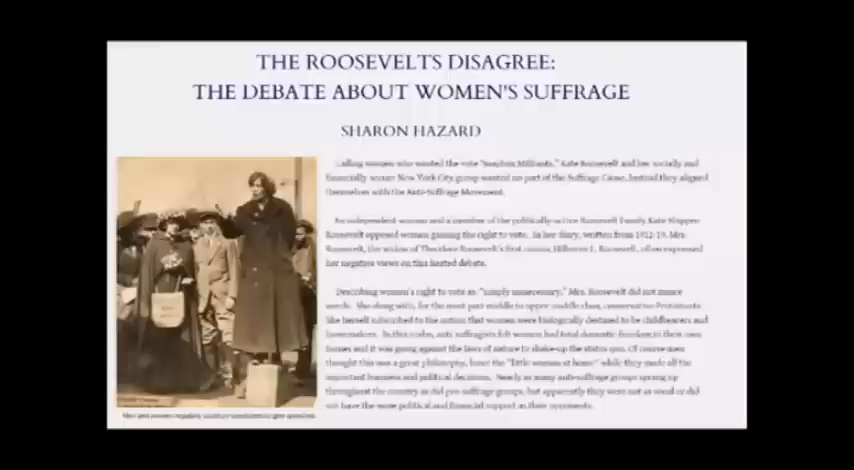 THE ROOSEVELTS DISAGREE:
THE DEBATE ABOUT WOMEN'S SUFFRAGE
SHARON HAZARD
Calling women who wanted the vote "Kate Roosevelt and her socially and
financially secure New York City group wanted no part of the Suffrage Cause. Instead they aligned
themselves with the Anti-Suffrage Movement.
An independent woman and a member of the politically-active Roosevelt Family Kate Shippen
Roosevelt opposed women gaining the right to vote. In her diary, written from 1912-19, Mrs.
Roosevelt, the widow of Theodore Roosevelt's first cousin, Hilborne L. Roosevelt, often expressed
her negative views on this heated debate.
Describing women's right to vote as "simply unnecessary," Mrs. Roosevelt did not mince
words. She along with, for the most part middle to upper middle class, conservative Protestants
like herself subscribed to the notion that women were biologically destined to be childbearers and
homemakers. In this realm, anti suffragists felt women had total domestic freedom in their own
homes and it was going against the laws of nature to shake-up the status quo. Of course men
thought this was a great philosophy, leave the "little woman at home" while they made all the
important business and political decisions. Nearly as many anti-suffrage groups sprang up
throughout the country as did pro suffrage groups, but apparently they were not as vocal or did
not have the same political and financial support as their opponents.
Men and women regularly